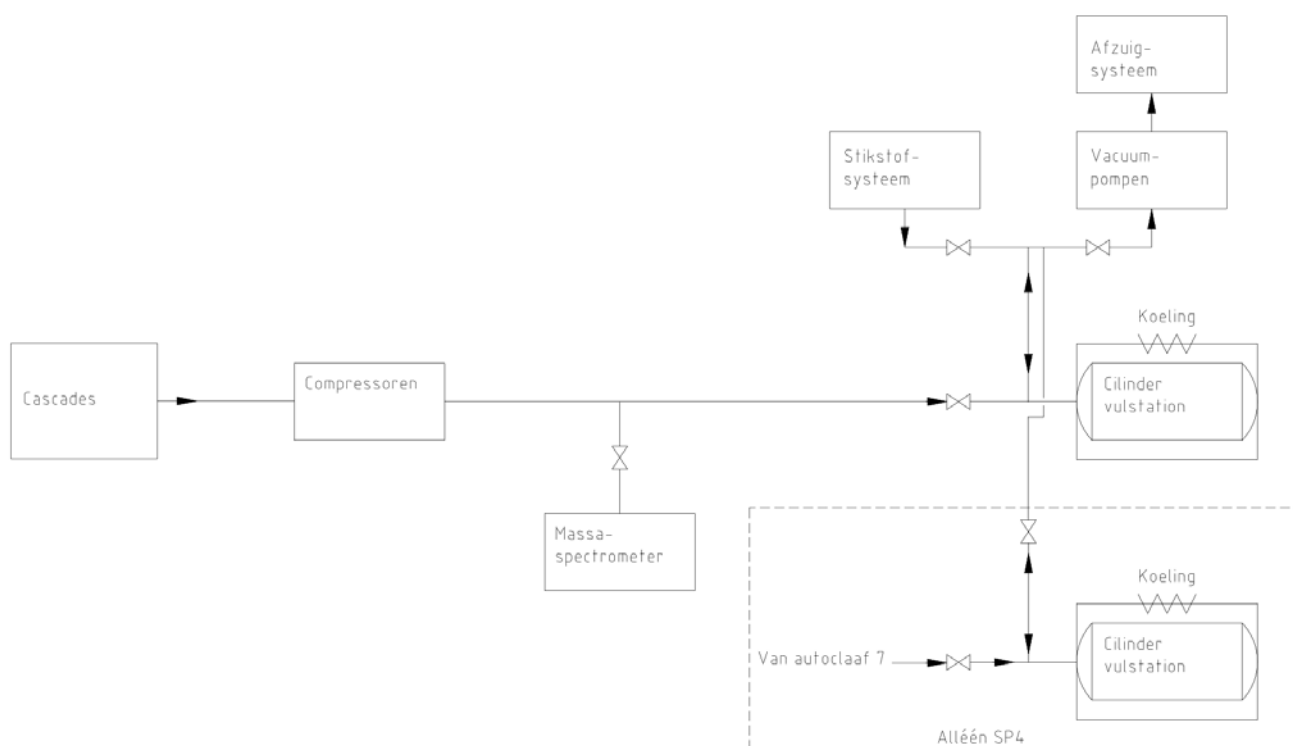 Afzuig-
systeem
Stikstof-
systeem
Vacuum-
pompen
Koeling
Cascades
Compressoren
Cilinder
vulstation
Massa-
spectrometer
Koeling
Cilinder
vulstation
Van autoclaaf 7
Alléén SP4